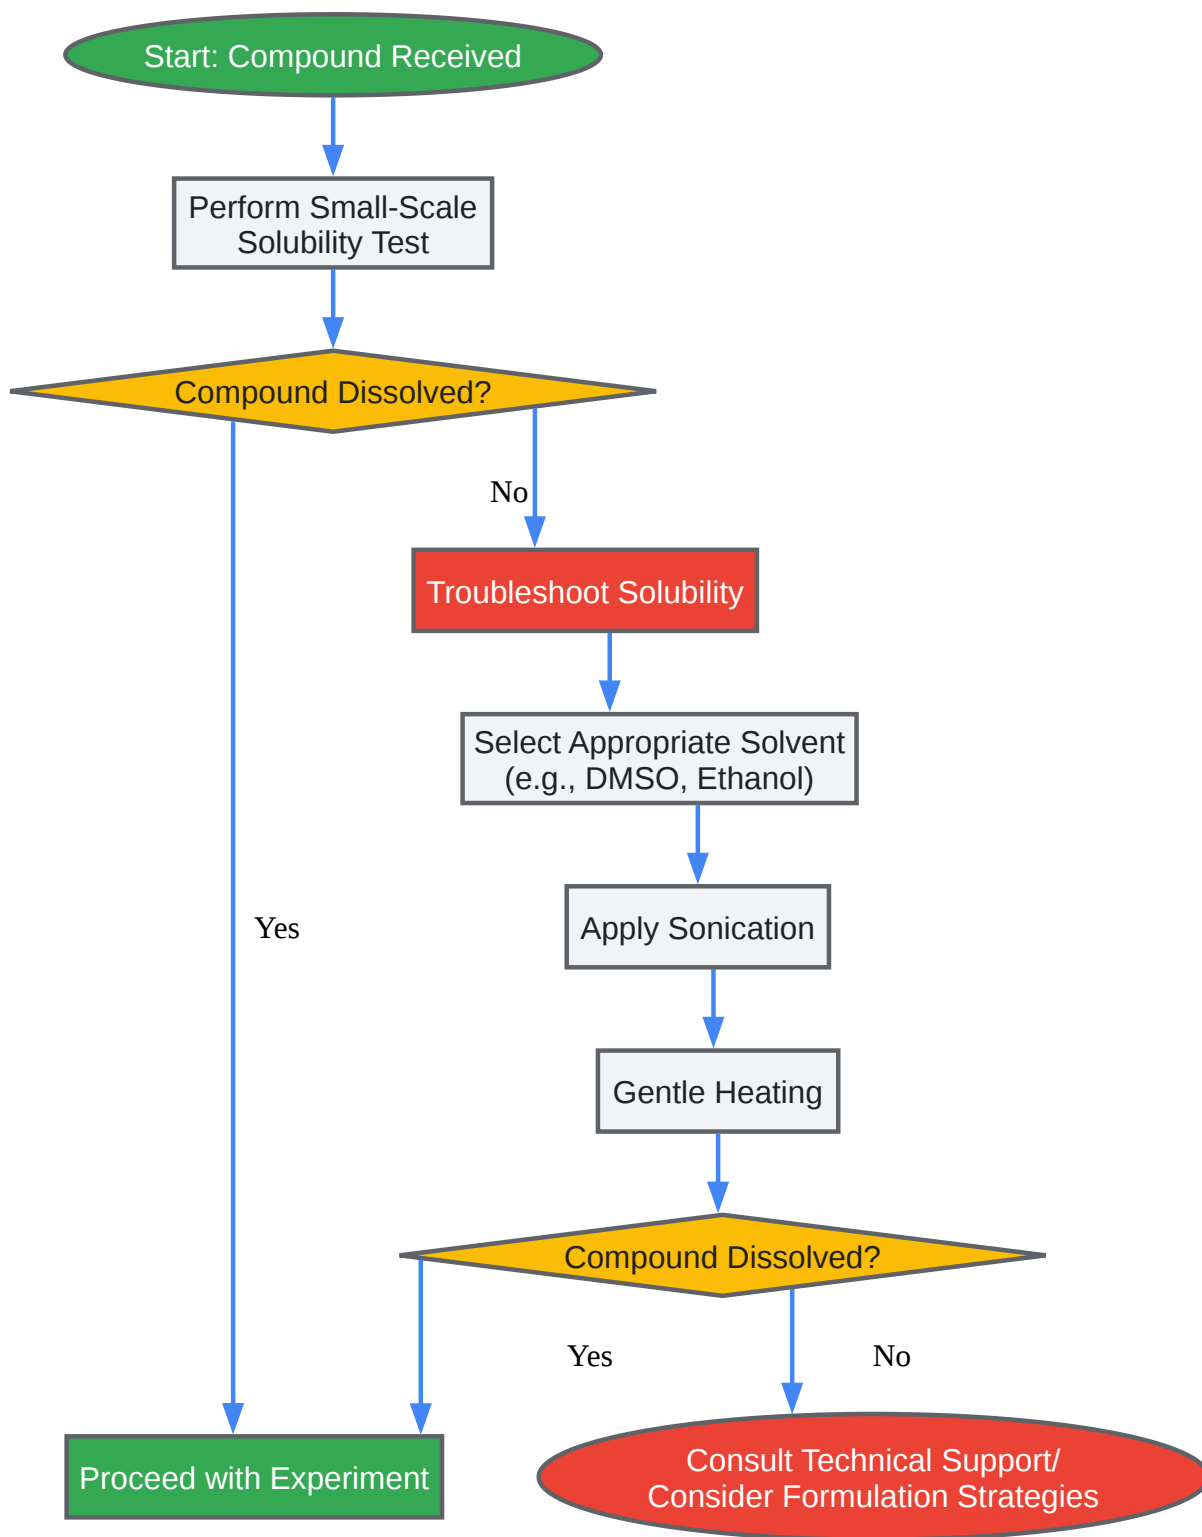 Start: Compound Received
Perform Small-Scale
Solubility Test
Compound Dissolved?
No
Troubleshoot Solubility
Select Appropriate Solvent
(e.g., DMSO, Ethanol)
Apply Sonication
Yes
Gentle Heating
Compound Dissolved?
Yes
No
Proceed with Experiment
Consult Technical Support/
Consider Formulation Strategies